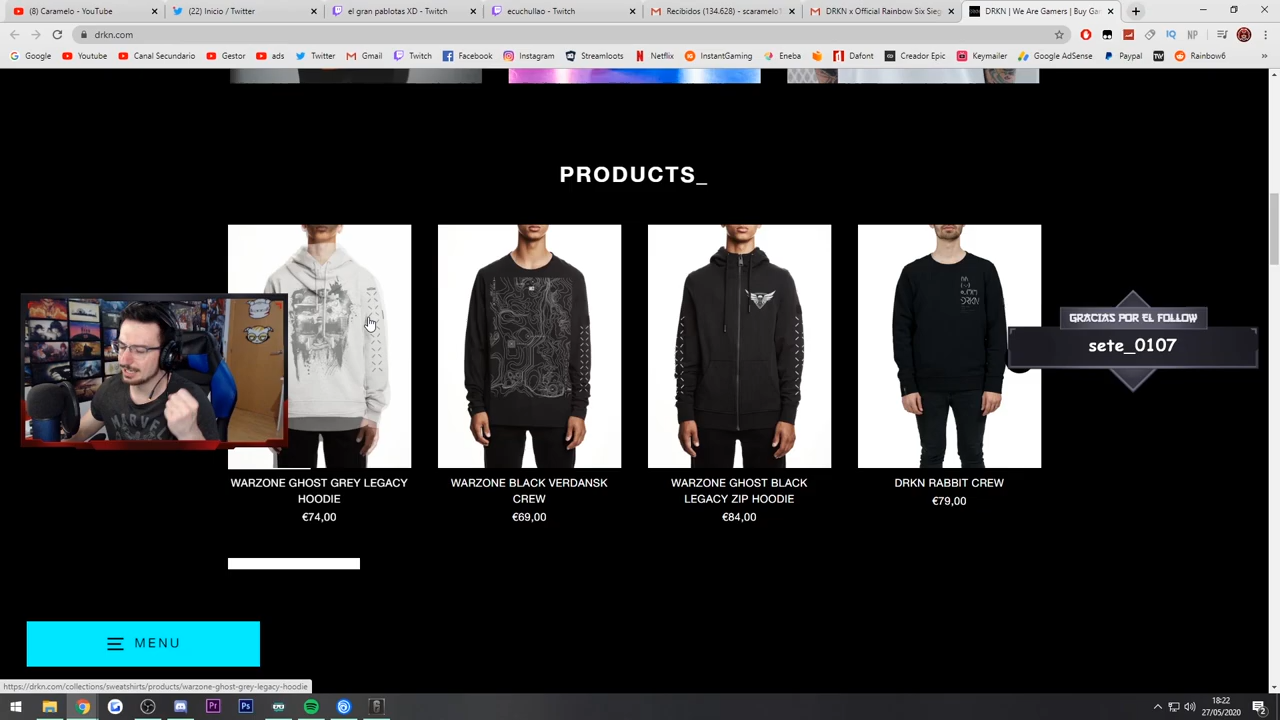 (8) Caramelo - YouTube
(22) Inicio / Twitter
el gran pablotas XD - Twitch
ecuchullao - Twitch
Recibidos (134.628) - scaramelo1
DRKN x Official Rainbow Six Sieg
DRKN | We Are Gamers | Buy Ga
drkn.com
Google
Youtube
Canal Secundario
Gestor
ads
Twitter
Gmail
Twitch
Facebook
Instagram
Streamloots
Netflix
InstantGaming
Eneba
Dafont
Creador Epic
Keymailer
Google AdSense
Paypal
Rainbow6
PRODUCTS_
MARVEL
GRACIAS POR EL FOLLOW
sete_0107
WARZONE GHOST GREY LEGACY
HOODIE
€74,00
WARZONE BLACK VERDANSK
CREW
€69,00
WARZONE GHOST BLACK
LEGACY ZIP HOODIE
€84,00
DRKN RABBIT CREW
€79,00
MENU
https://drkn.com/collections/sweatshirts/products/warzone-ghost-grey-legacy-hoodie
18:22
27/05/2020